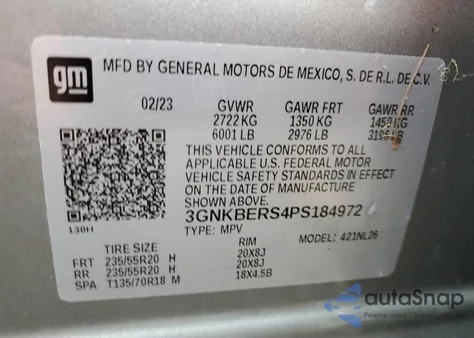 gm
MFD BY GENERAL MOTORS DE MEXICO, S. DE R.L. DE C.V.
02/23 GVWR GAWR FRT GAWR RR
2722 KG 1350 KG 1450 KG
6001 LB 2976 LB 3196 LB
THIS VEHICLE CONFORMS TO ALL
APPLICABLE U.S. FEDERAL MOTOR
VEHICLE SAFETY STANDARDS IN EFFECT
ON THE DATE OF MANUFACTURE
SHOWN ABOVE.
3GNKBERS4PS184972
130H
TYPE: MPV MODEL: 421NL26
TIRE SIZE RIM
FRT 235/55R20 H 20X8J
RR 235/55R20 H 20X8J
SPA T135/70R18 M 18X4.5B
autaSnap